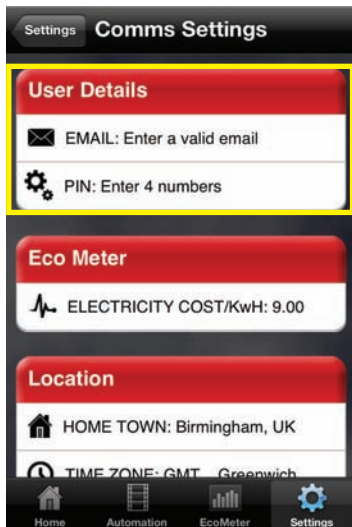 Settings Comms Settings
User Details
EMAIL: Enter a valid email
PIN: Enter 4 numbers
Eco Meter
ELECTRICITY COST/KwH: 9.00
Location
HOME TOWN: Birmingham, UK
TIME ZONE: GMT Greenwich
Home Automation EcoMeter Settings